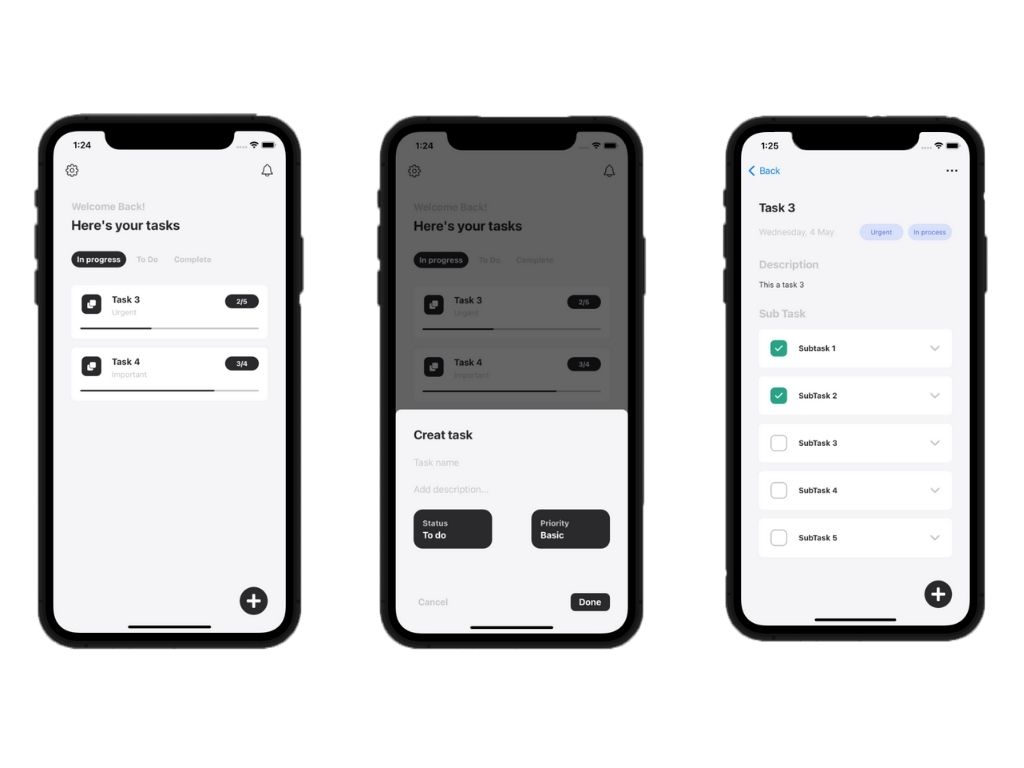 1:24
Welcome Back!
Here's your tasks
In progress To Do Complete
Task 3 2/5
Urgent
Task 4 3/4
Important
1:24
Welcome Back!
Here's your tasks
In progress To Do Complete
Task 3 2/5
Urgent
Task 4 3/4
Important
Creat task
Task name
Add description...
Status
To do
Priority
Basic
Cancel Done
1:25
Back
Task 3
Wednesday, 4 May Urgent In process
Description
This a task 3
Sub Task
Subtask 1
SubTask 2
SubTask 3
SubTask 4
SubTask 5